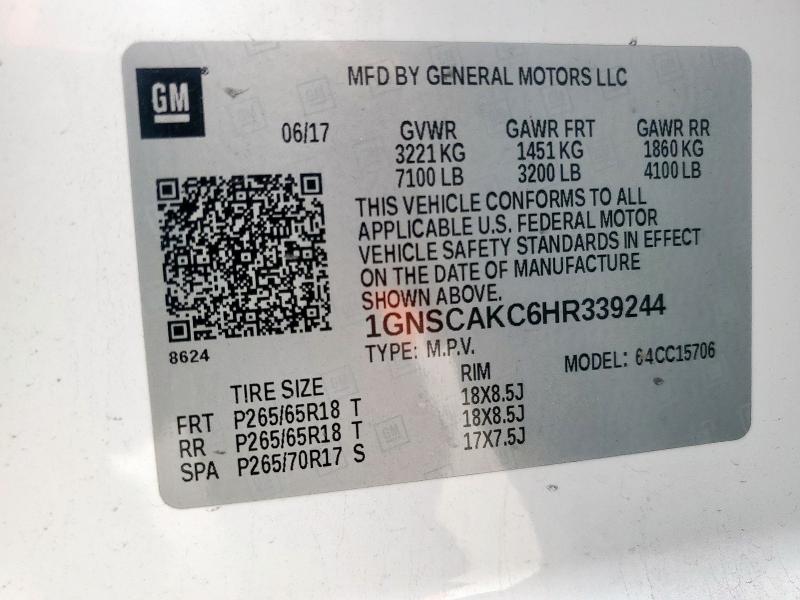 GM
MFD BY GENERAL MOTORS LLC
06/17 GVWR GAWR FRT GAWR RR
3221 KG 1451 KG 1860 KG
7100 LB 3200 LB 4100 LB
THIS VEHICLE CONFORMS TO ALL
APPLICABLE U.S. FEDERAL MOTOR
VEHICLE SAFETY STANDARDS IN EFFECT
ON THE DATE OF MANUFACTURE
SHOWN ABOVE.
1GNSCAKC6HR339244
8624
TYPE: M.P.V. MODEL: 64CC15706
TIRE SIZE RIM
FRT P265/65R18 T 18X8.5J
RR P265/65R18 T 18X8.5J
SPA P265/70R17 S 17X7.5J